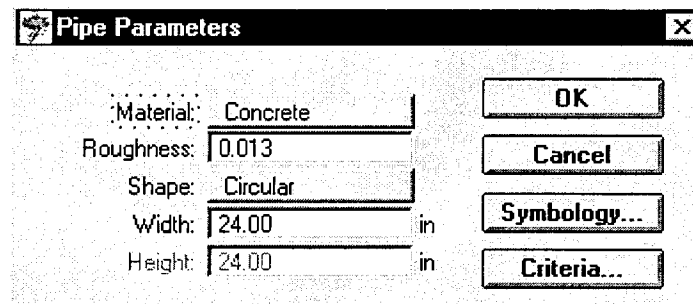 Pipe Parameters
Material: Concrete
OK
Roughness: 0.013
Cancel
Shape: Circular
Width: 24.00 in
Symbology...
Height: 24.00 in
Criteria...